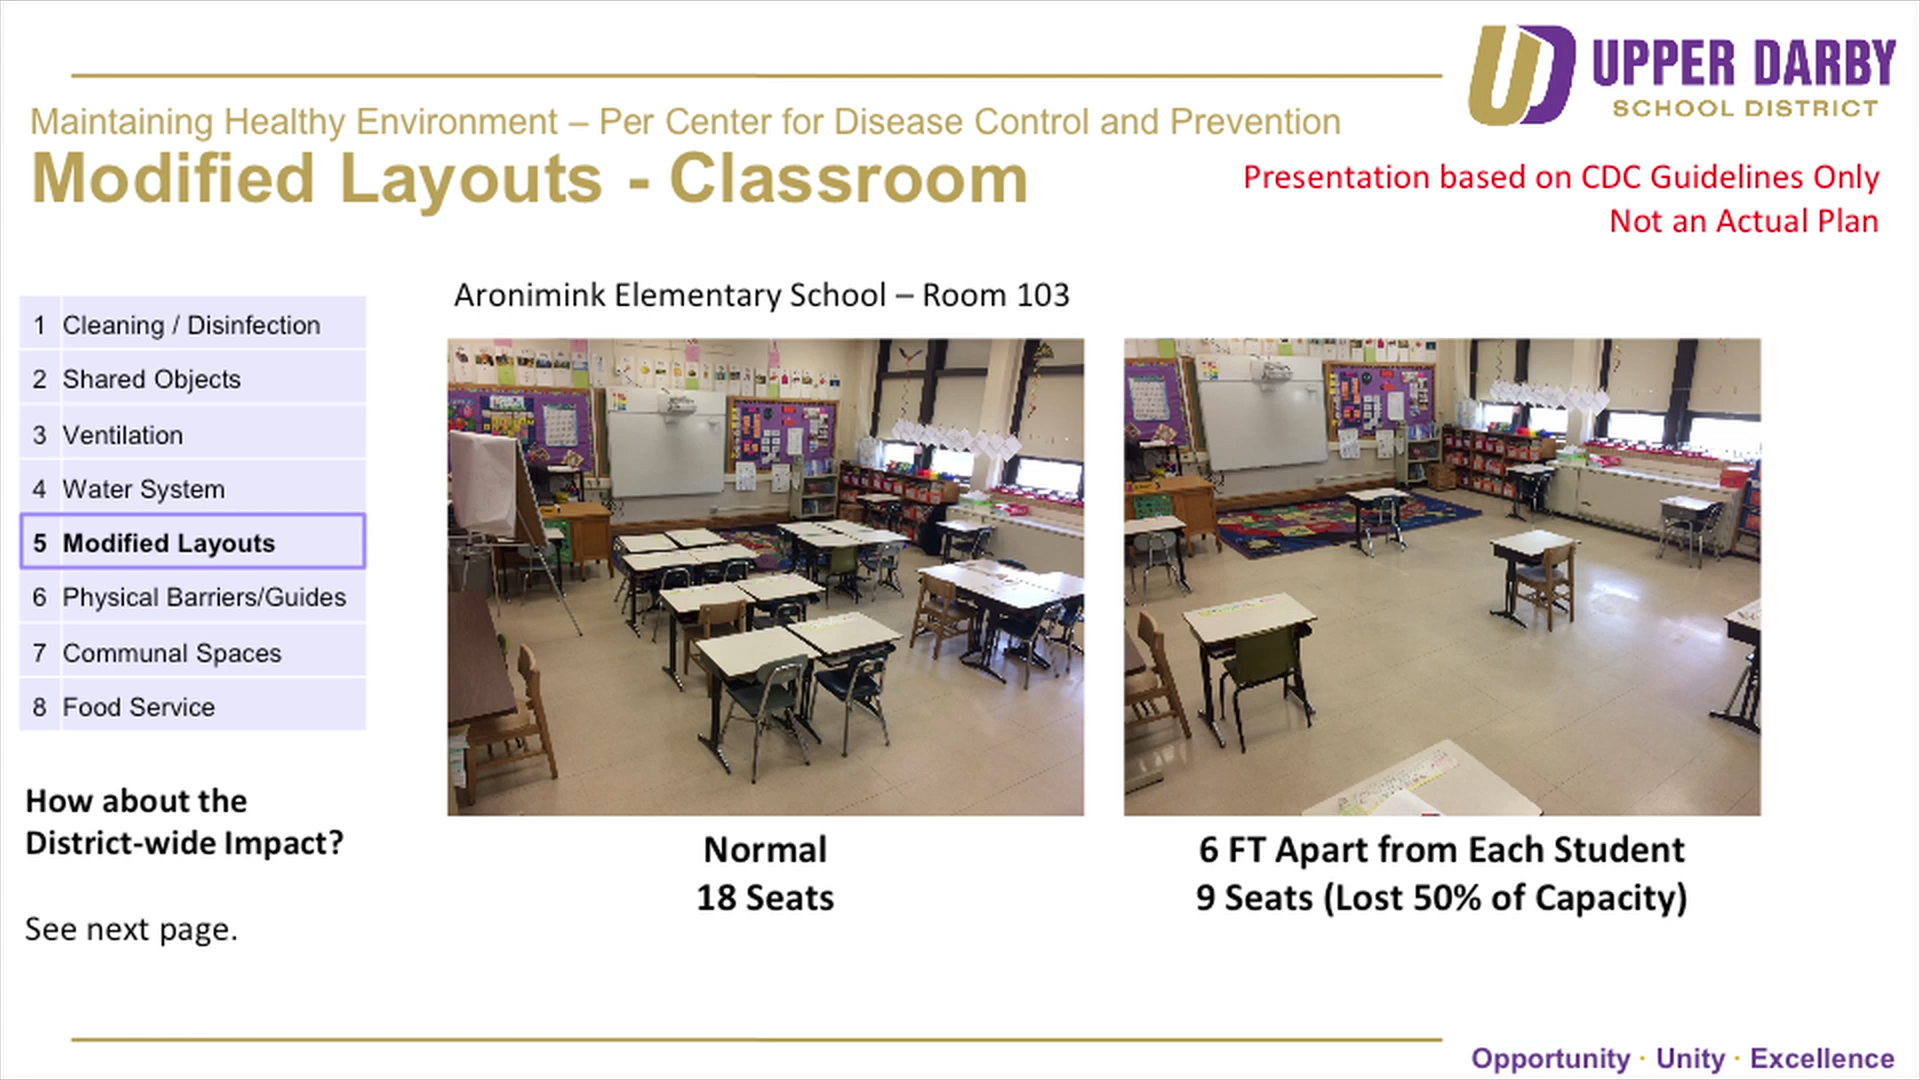 UD UPPER DARBY
SCHOOL DISTRICT
Maintaining Healthy Environment – Per Center for Disease Control and Prevention
Modified Layouts - Classroom
Presentation based on CDC Guidelines Only
Not an Actual Plan
1 Cleaning / Disinfection
2 Shared Objects
3 Ventilation
4 Water System
5 Modified Layouts
6 Physical Barriers/Guides
7 Communal Spaces
8 Food Service
How about the
District-wide Impact?
See next page.
Aronimink Elementary School – Room 103
Normal
18 Seats
6 FT Apart from Each Student
9 Seats (Lost 50% of Capacity)
Opportunity · Unity · Excellence